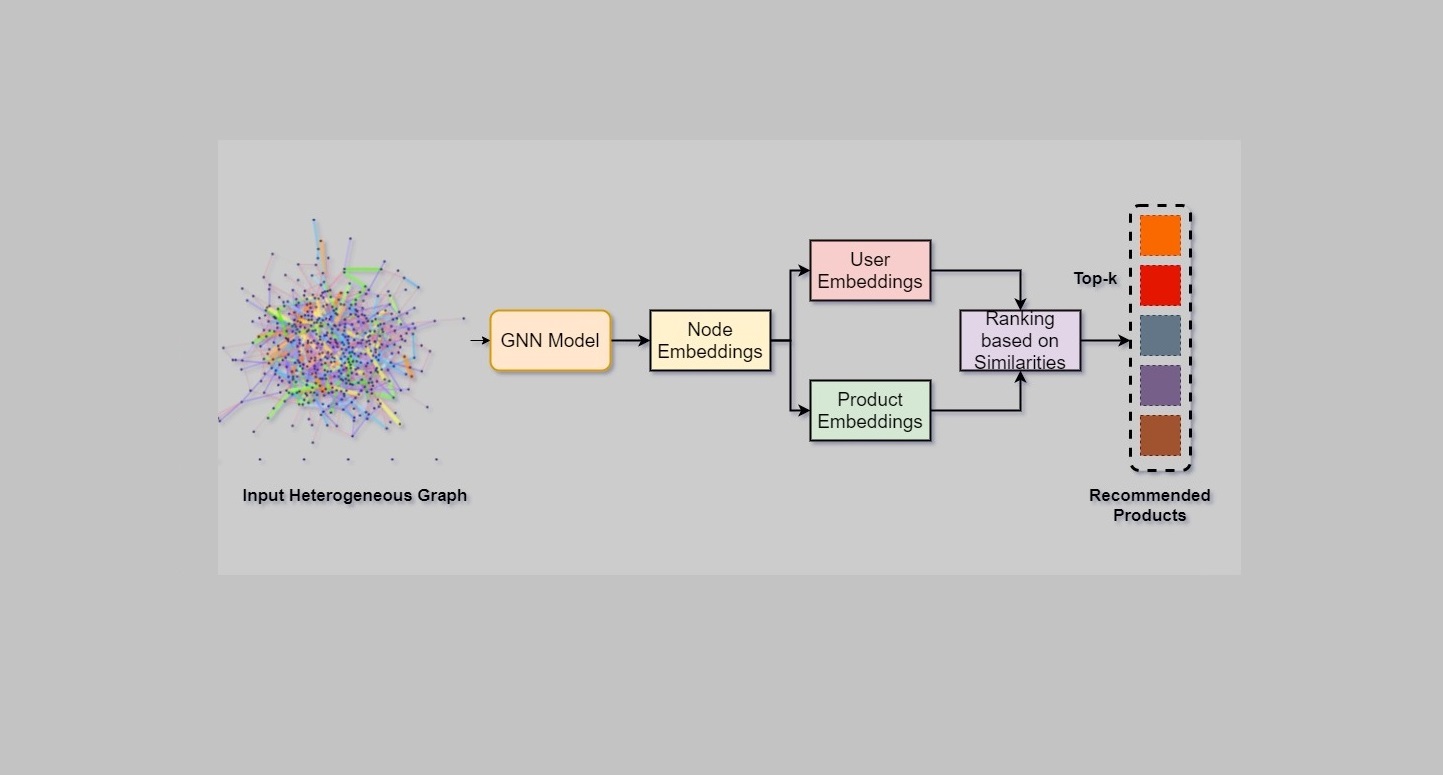 User
Embeddings
Top-k
GNN Model
Node
Embeddings
Ranking
based on
Similarities
Product
Embeddings
Input Heterogeneous Graph
Recommended
Products